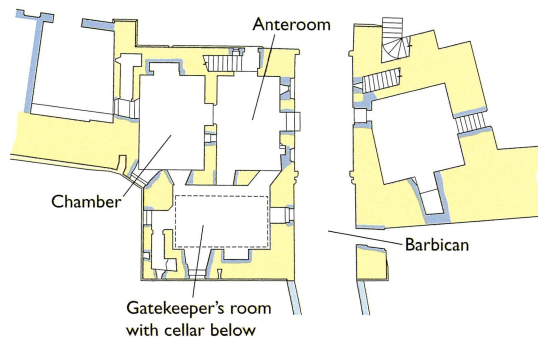 Anteroom
Chamber
Barbican
Gatekeeper's room
with cellar below